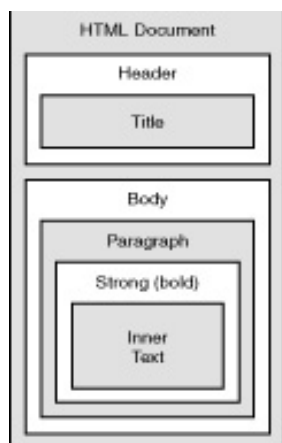 HTML Document
Header
Title
Body
Paragraph
Strong (bold)
Inner
Text